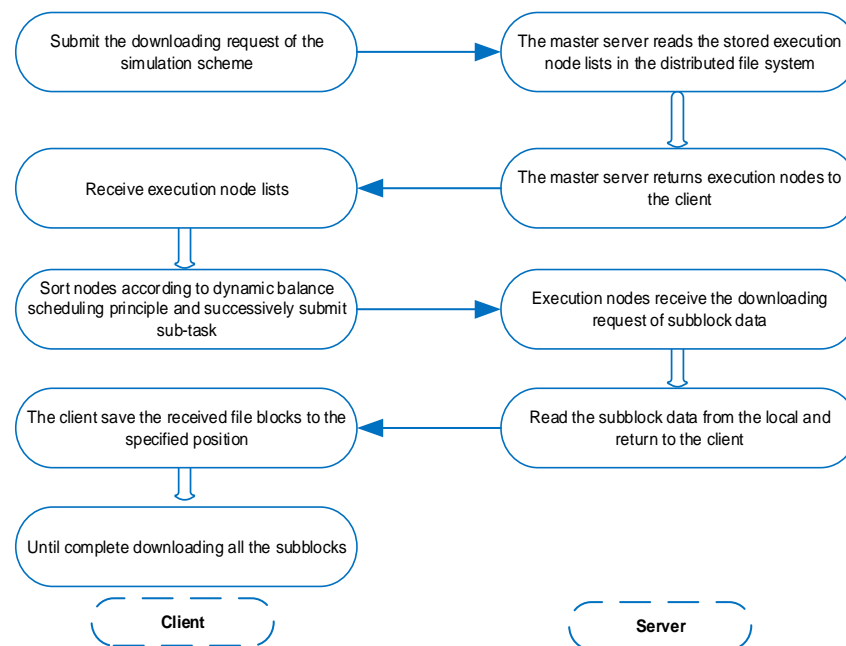 Submit the downloading request of the
simulation scheme
The master server reads the stored execution
node lists in the distributed file system
Receive execution node lists
The master server returns execution nodes to
the client
Sort nodes according to dynamic balance
scheduling principle and successively submit
sub-task
Execution nodes receive the downloading
request of subblock data
The client save the received file blocks to the
specified position
Read the subblock data from the local and
return to the client
Until complete downloading all the subblocks
Client
Server